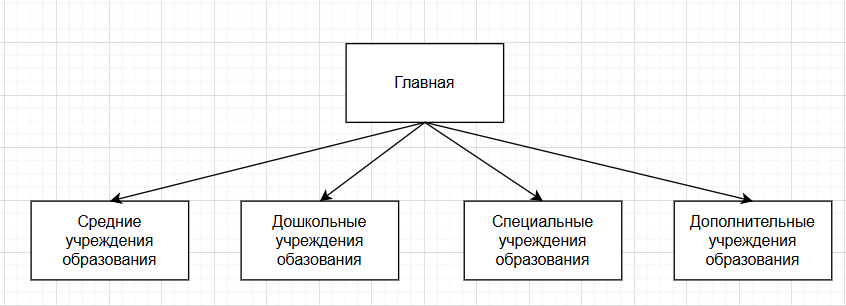 Главная
Средние
учреждения
образования
Дошкольные
учреждения
обазования
Специальные
учреждения
образования
Дополнительные
учреждения
образования